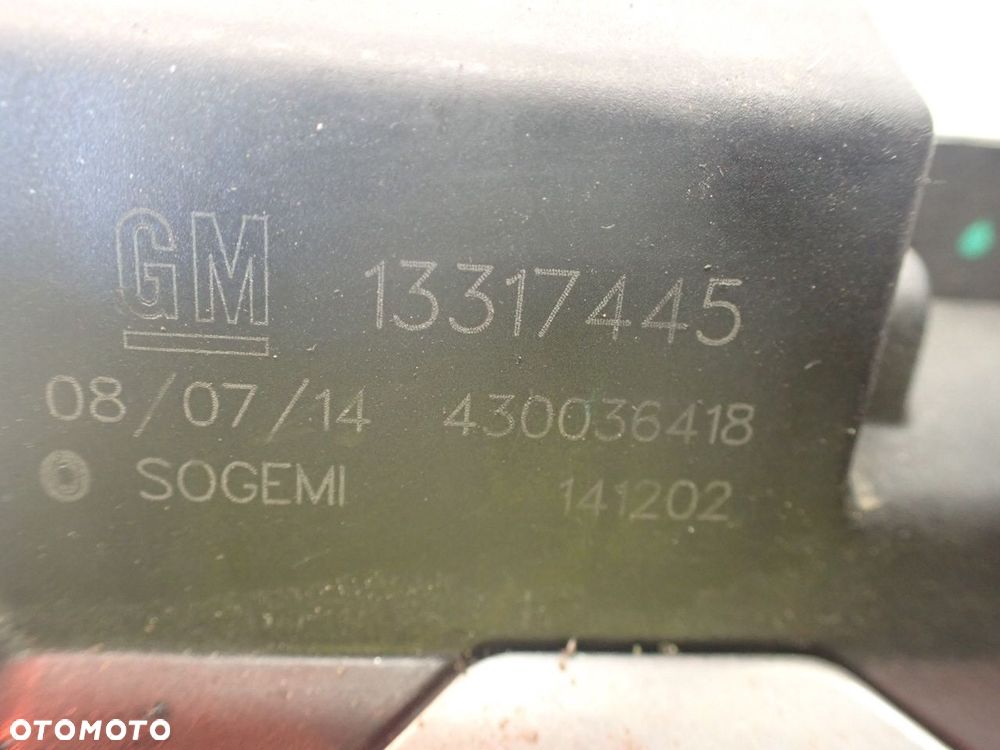 GM 13317445
08/07/14 430036418
SOGEMI 141202
OTOMOTO